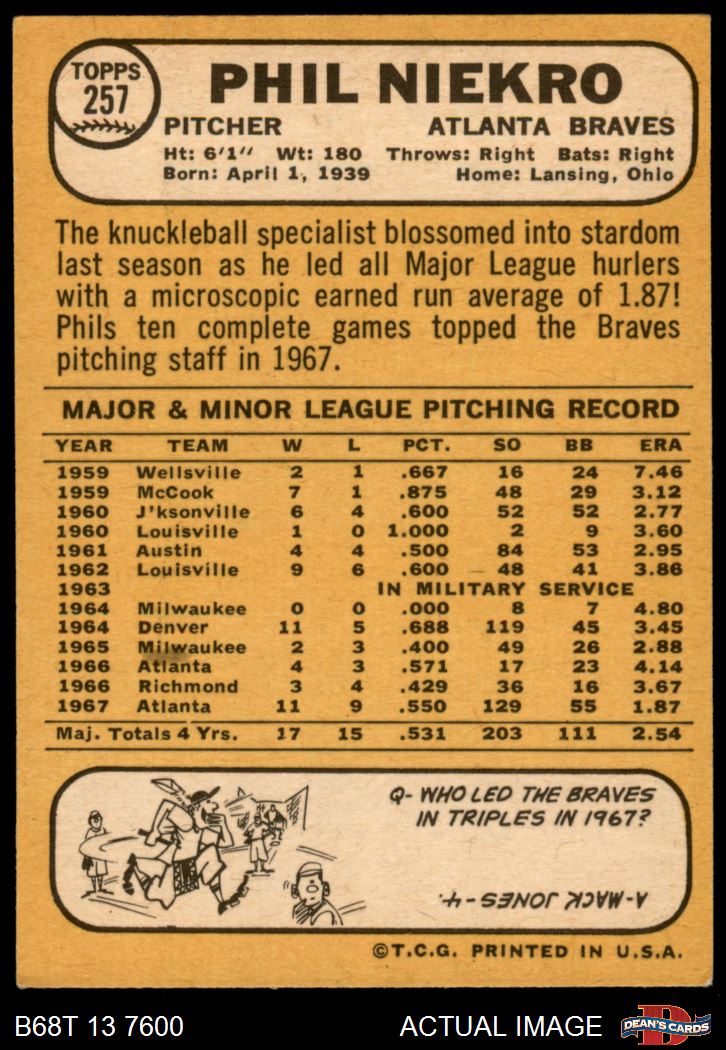 TOPPS
257
PHIL NIEKRO
PITCHER ATLANTA BRAVES
Ht: 6'1" Wt: 180 Throws: Right Bats: Right
Born: April 1, 1939 Home: Lansing, Ohio
The knuckleball specialist blossomed into stardom
last season as he led all Major League hurlers
with a microscopic earned run average of 1.87!
Phils ten complete games topped the Braves
pitching staff in 1967.
MAJOR & MINOR LEAGUE PITCHING RECORD
YEAR TEAM W L PCT. SO BB ERA
1959 Wellsville 2 1 .667 16 24 7.46
1959 McCook 7 1 .875 48 29 3.12
1960 J'ksonville 6 4 .600 52 52 2.77
1960 Louisville 1 0 1.000 2 9 3.60
1961 Austin 4 4 .500 84 53 2.95
1962 Louisville 9 6 .600 48 41 3.86
1963 IN MILITARY SERVICE
1964 Milwaukee 0 0 .000 8 7 4.80
1964 Denver 11 5 .688 119 45 3.45
1965 Milwaukee 2 3 .400 49 26 2.88
1966 Atlanta 4 3 .571 17 23 4.14
1966 Richmond 3 4 .429 36 16 3.67
1967 Atlanta 11 9 .550 129 55 1.87
Maj. Totals 4 Yrs. 17 15 .531 203 111 2.54
Q- WHO LED THE BRAVES
IN TRIPLES IN 1967?
A- MACK JONES - 4.
©T.C.G. PRINTED IN U.S.A.
B68T 13 7600 ACTUAL IMAGE DEAN'S CARDS